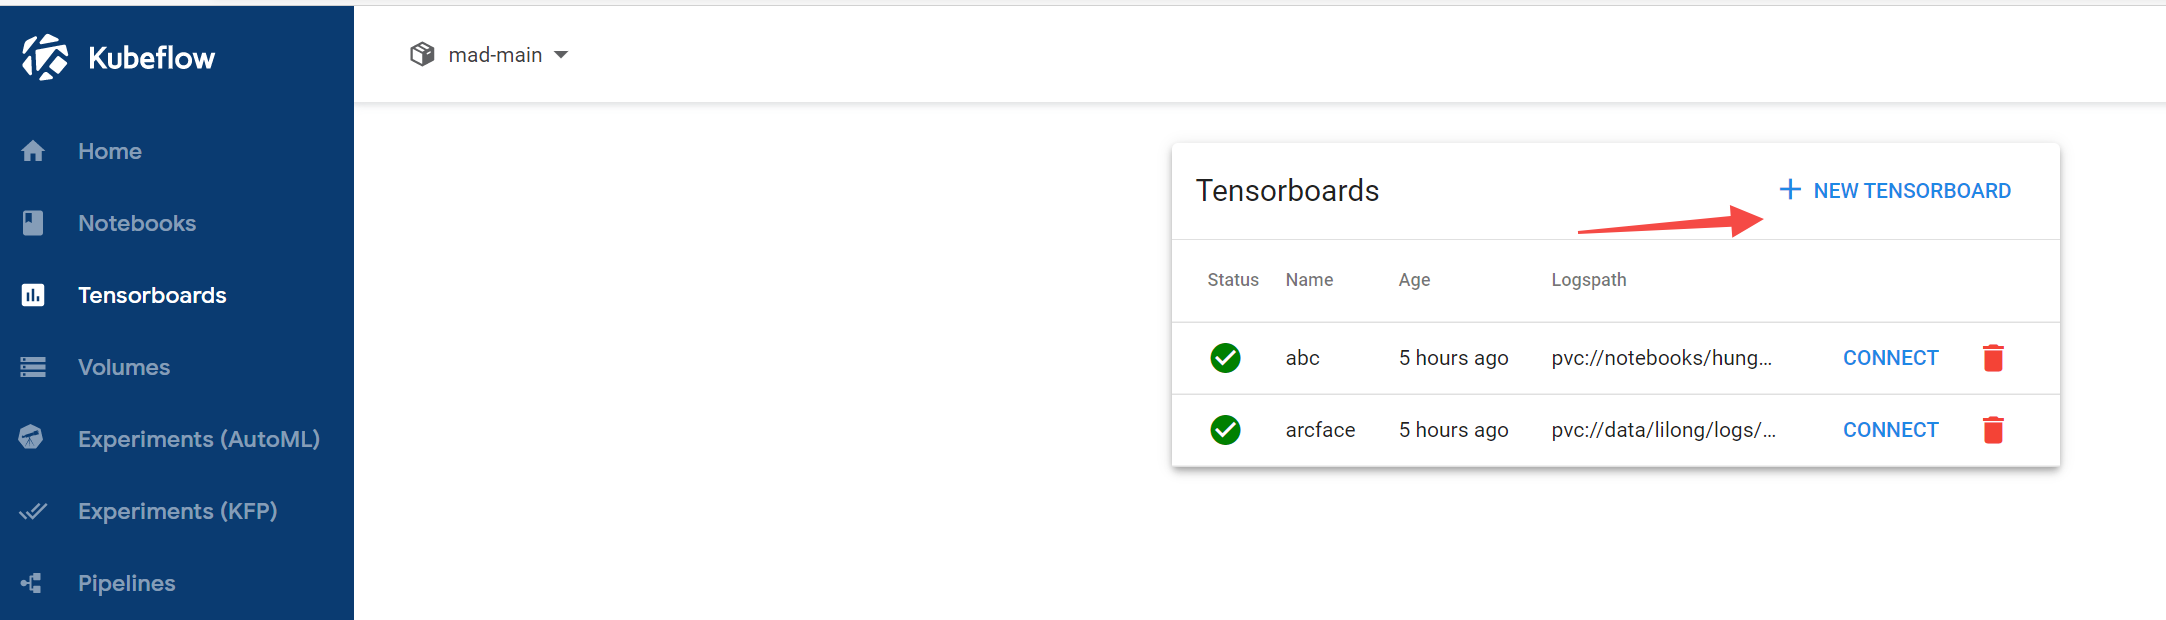 Kubeflow
mad-main
Home
Notebooks
Tensorboards
Volumes
Experiments (AutoML)
Experiments (KFP)
Pipelines
Tensorboards
NEW TENSORBOARD
Status Name Age Logspath
abc 5 hours ago pvc://notebooks/hung... CONNECT
arcface 5 hours ago pvc://data/lilong/logs/... CONNECT